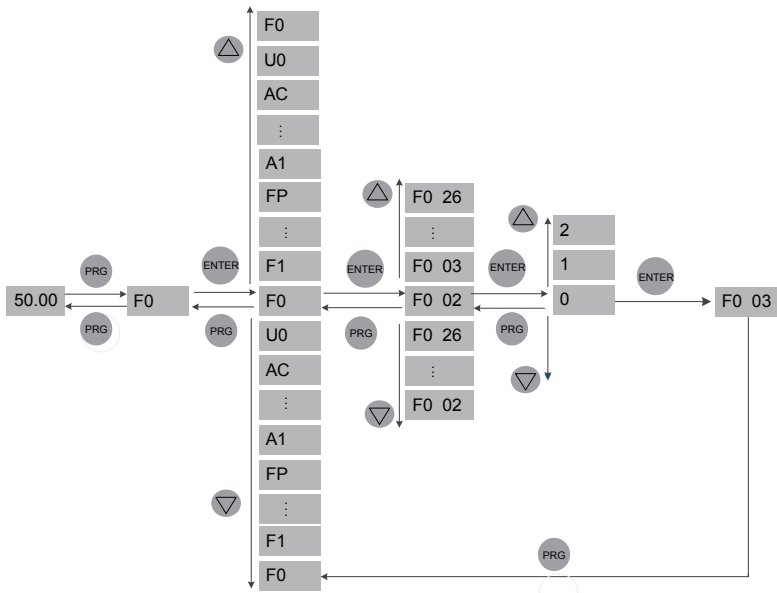 F0
U0
AC
⋮
A1
FP
⋮
F1
F0
U0
AC
⋮
A1
FP
⋮
F1
F0
50.00
PRG
PRG
F0
ENTER
PRG
F0 26
⋮
F0 03
F0 02
F0 26
⋮
F0 02
ENTER
PRG
2
1
0
ENTER
PRG
ENTER
F0 03
PRG